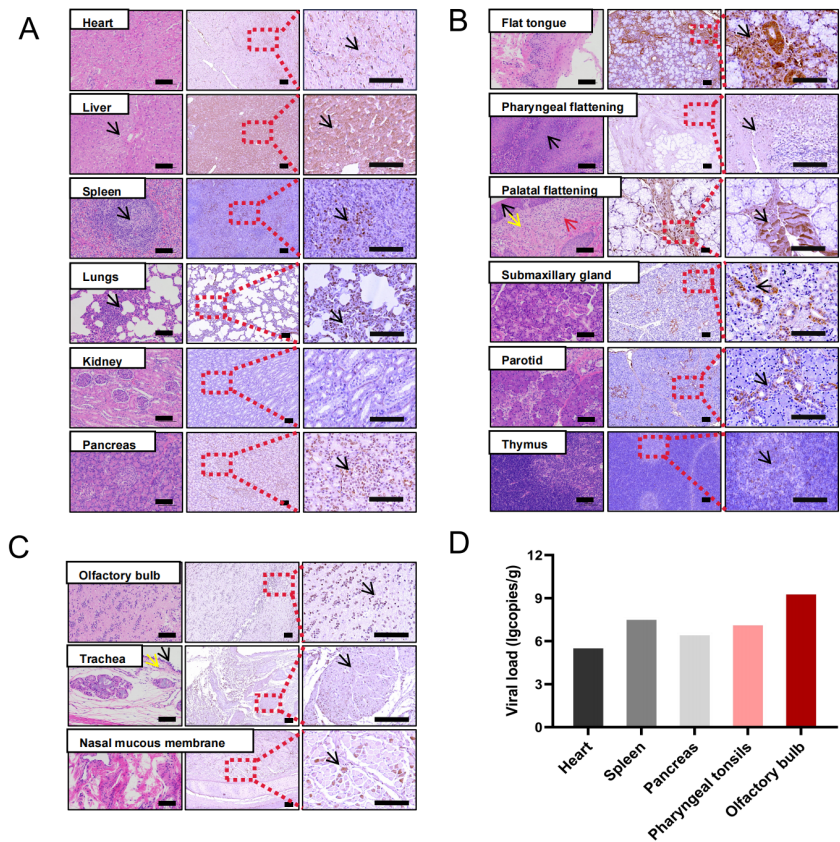 A
Heart
Liver
Spleen
Lungs
Kidney
Pancreas
B
Flat tongue
Pharyngeal flattening
Palatal flattening
Submaxillary gland
Parotid
Thymus
C
Olfactory bulb
Trachea
Nasal mucous membrane
D
Viral load (lgcopies/g)
12
9
6
3
0
Heart
Spleen
Pancreas
Pharyngeal tonsils
Olfactory bulb